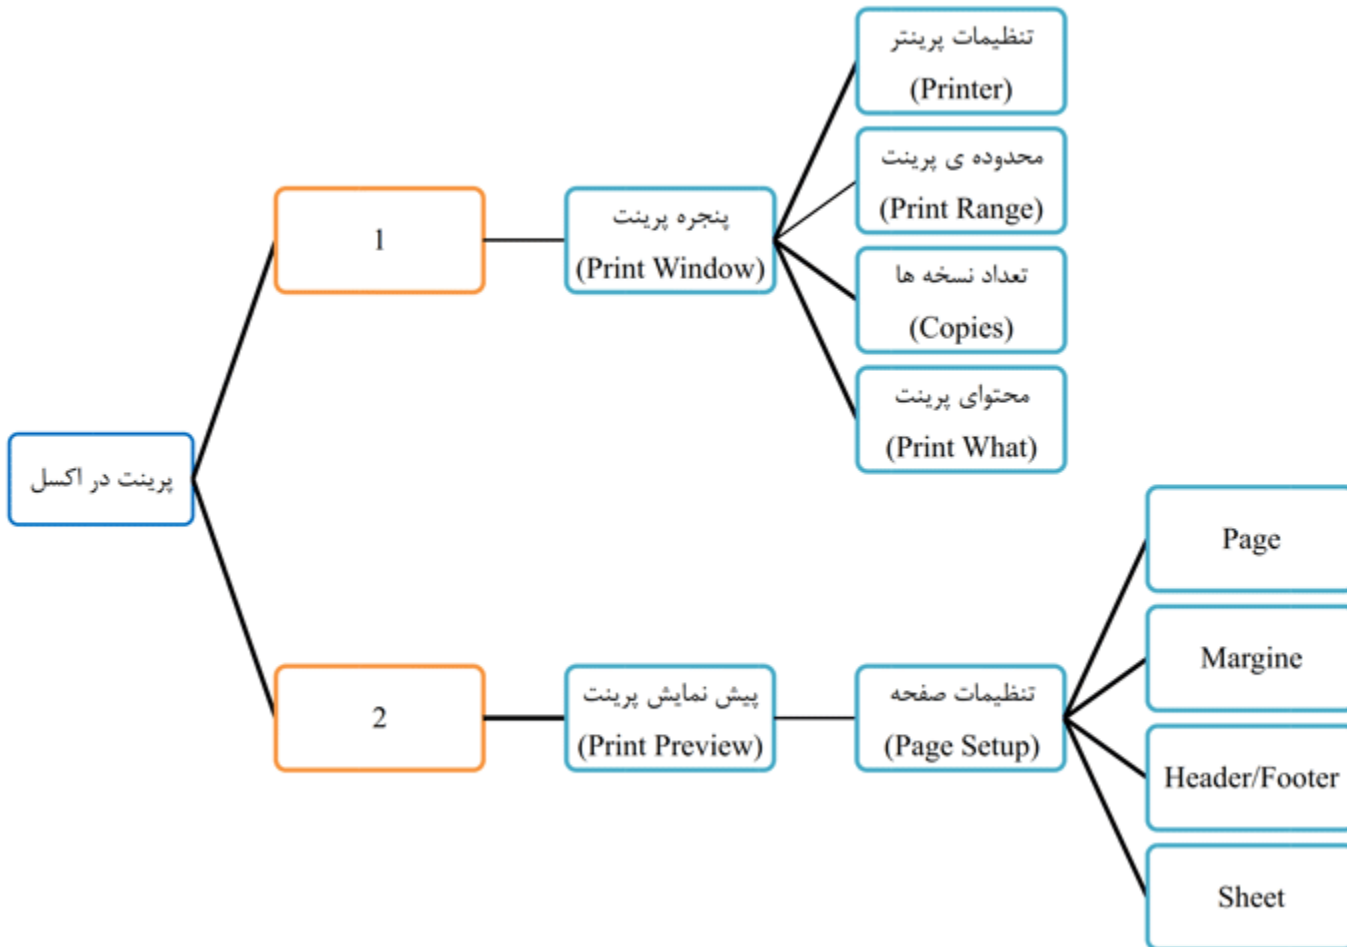 پرینت در اکسل
1
پنجره پرینت
(Print Window)
تنظیمات پرینتر
(Printer)
محدوده ی پرینت
(Print Range)
تعداد نسخه ها
(Copies)
محتوای پرینت
(Print What)
2
پیش نمایش پرینت
(Print Preview)
تنظیمات صفحه
(Page Setup)
Page
Margine
Header/Footer
Sheet